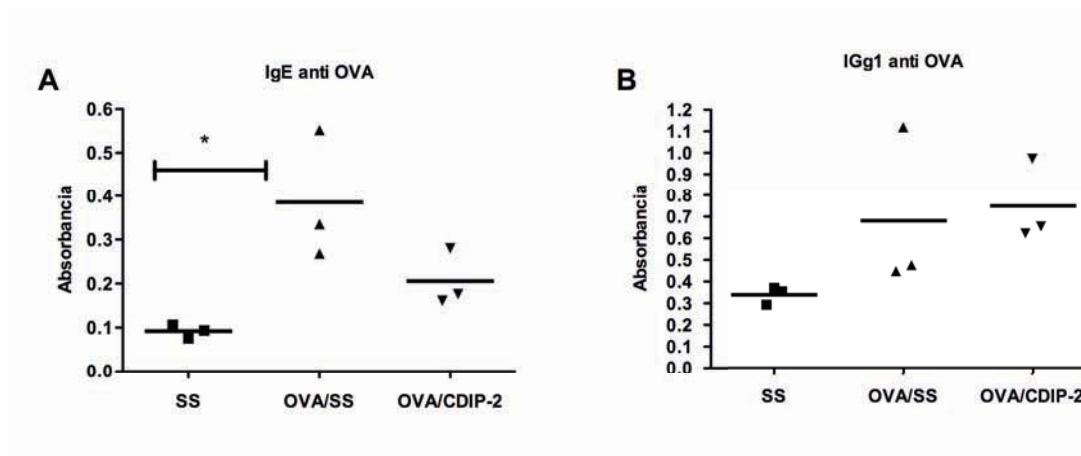 A
IgE anti OVA
Absorbancia
0.6
0.5
0.4
0.3
0.2
0.1
0.0
*
SS OVA/SS OVA/CDIP-2
B
IGg1 anti OVA
Absorbancia
1.2
1.1
1.0
0.9
0.8
0.7
0.6
0.5
0.4
0.3
0.2
0.1
0.0
SS OVA/SS OVA/CDIP-2